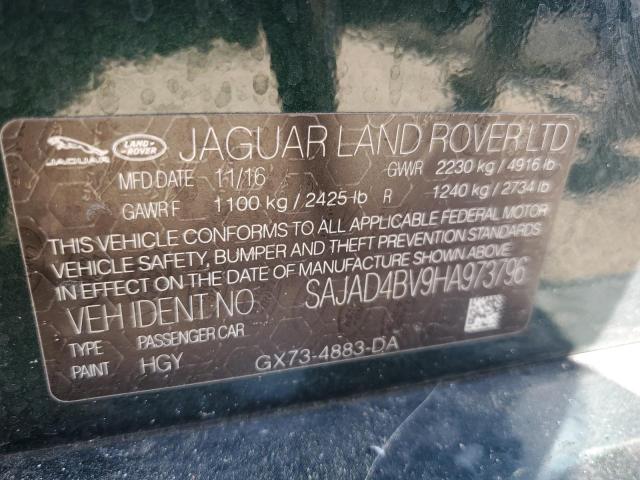 JAGUAR LAND ROVER JAGUAR LAND ROVER LTD
MFD DATE 11/16 GWR 2230 kg / 4916 lb
GAWR F 1100 kg / 2425 lb R 1240 kg / 2734 lb
THIS VEHICLE CONFORMS TO ALL APPLICABLE FEDERAL MOTOR
VEHICLE SAFETY, BUMPER AND THEFT PREVENTION STANDARDS
IN EFFECT ON THE DATE OF MANUFACTURE SHOWN ABOVE.
VEH IDENT NO. SAJAD4BV9HA973796
TYPE PASSENGER CAR
PAINT HGY GX73-4883-DA